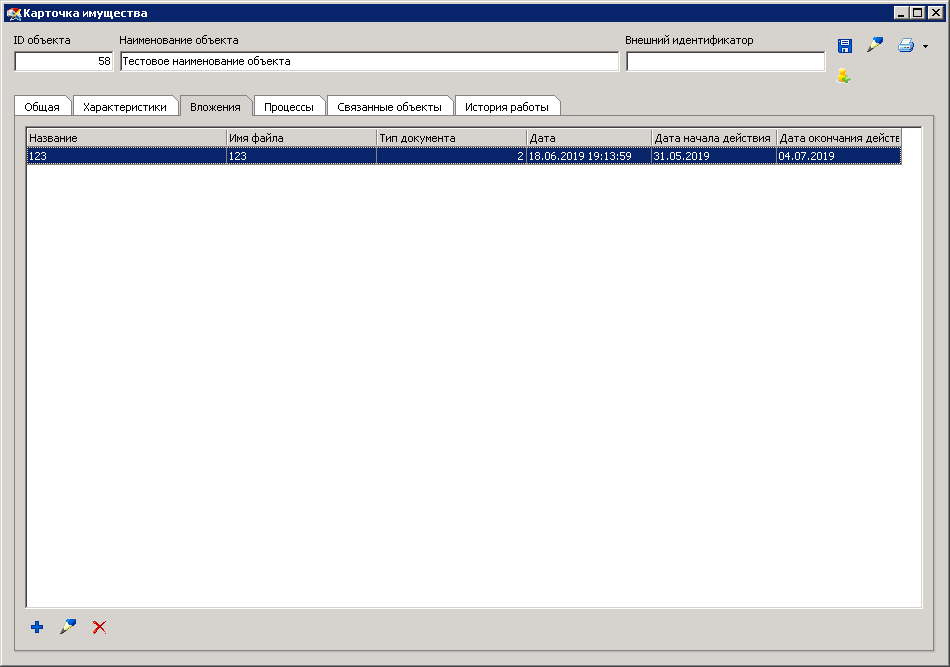 Карточка имущества
ID объекта Наименование объекта Внешний идентификатор
58 Тестовое наименование объекта
Общая Характеристики Вложения Процессы Связанные объекты История работы
Название Имя файла Тип документа Дата Дата начала действия Дата окончания действ
123 123 2 18.06.2019 19:13:59 31.05.2019 04.07.2019